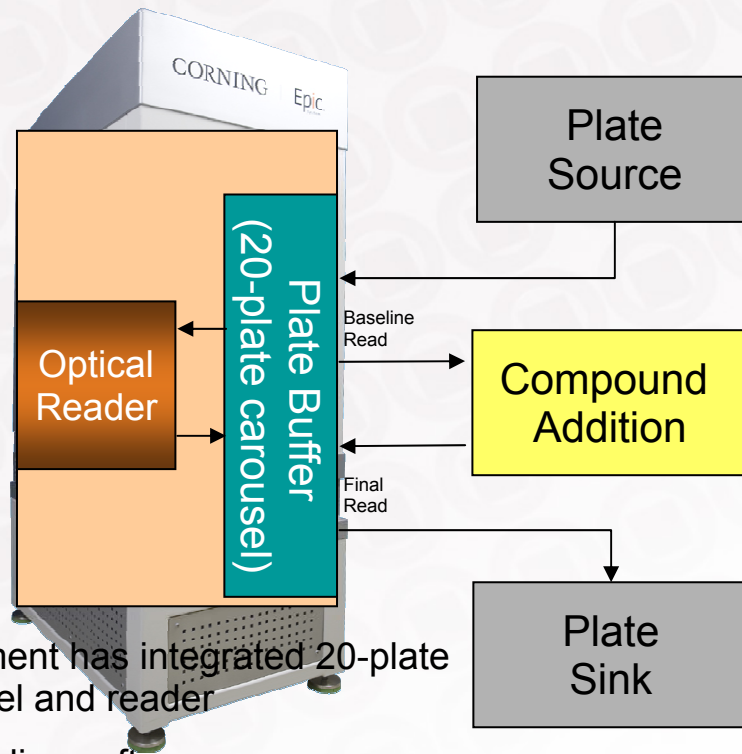 CORNING Epic
Plate
Source
Plate Buffer
(20-plate carousel)
Baseline
Read
Optical
Reader
Compound
Addition
Final
Read
Plate
Sink
ment has integrated 20-plate
el and reader